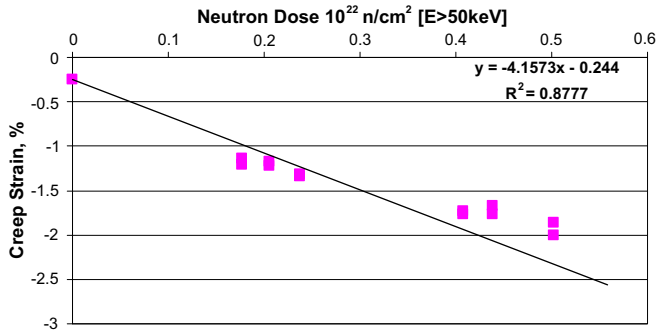 Neutron Dose 10²² n/cm² [E>50keV]
0 0.1 0.2 0.3 0.4 0.5 0.6
0
y = -4.1573x - 0.244
R² = 0.8777
-0.5
-1
-1.5
-2
-2.5
-3
Creep Strain, %